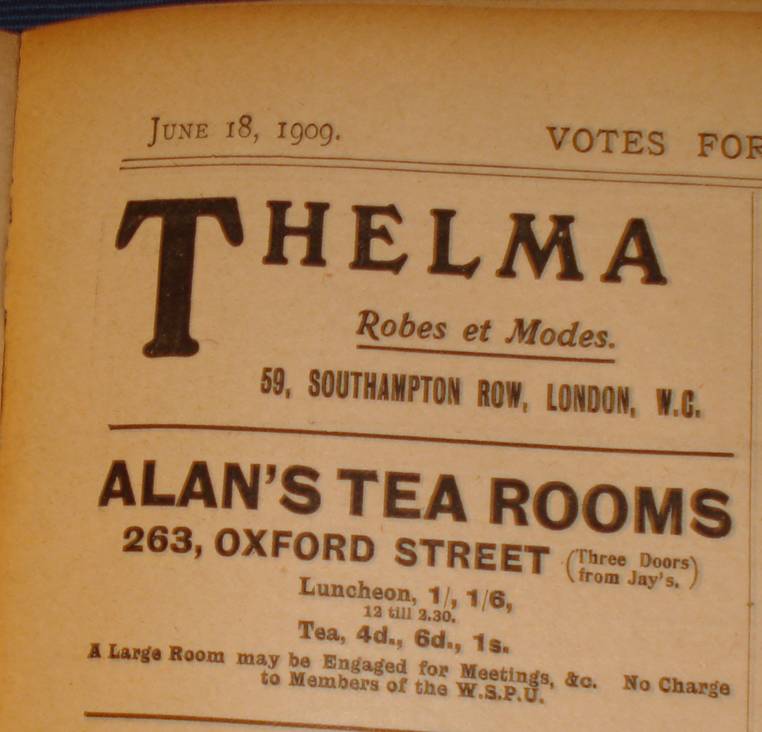 JUNE 18, 1909.
VOTES FOR
THELMA
Robes et Modes.
59, SOUTHAMPTON ROW, LONDON, W.C.
ALAN'S TEA ROOMS
263, OXFORD STREET (Three Doors from Jay's.)
Luncheon, 1/, 1/6,
12 till 2.30.
Tea, 4d., 6d., 1s.
A Large Room may be Engaged for Meetings, &c. No Charge
to Members of the W.S.P.U.